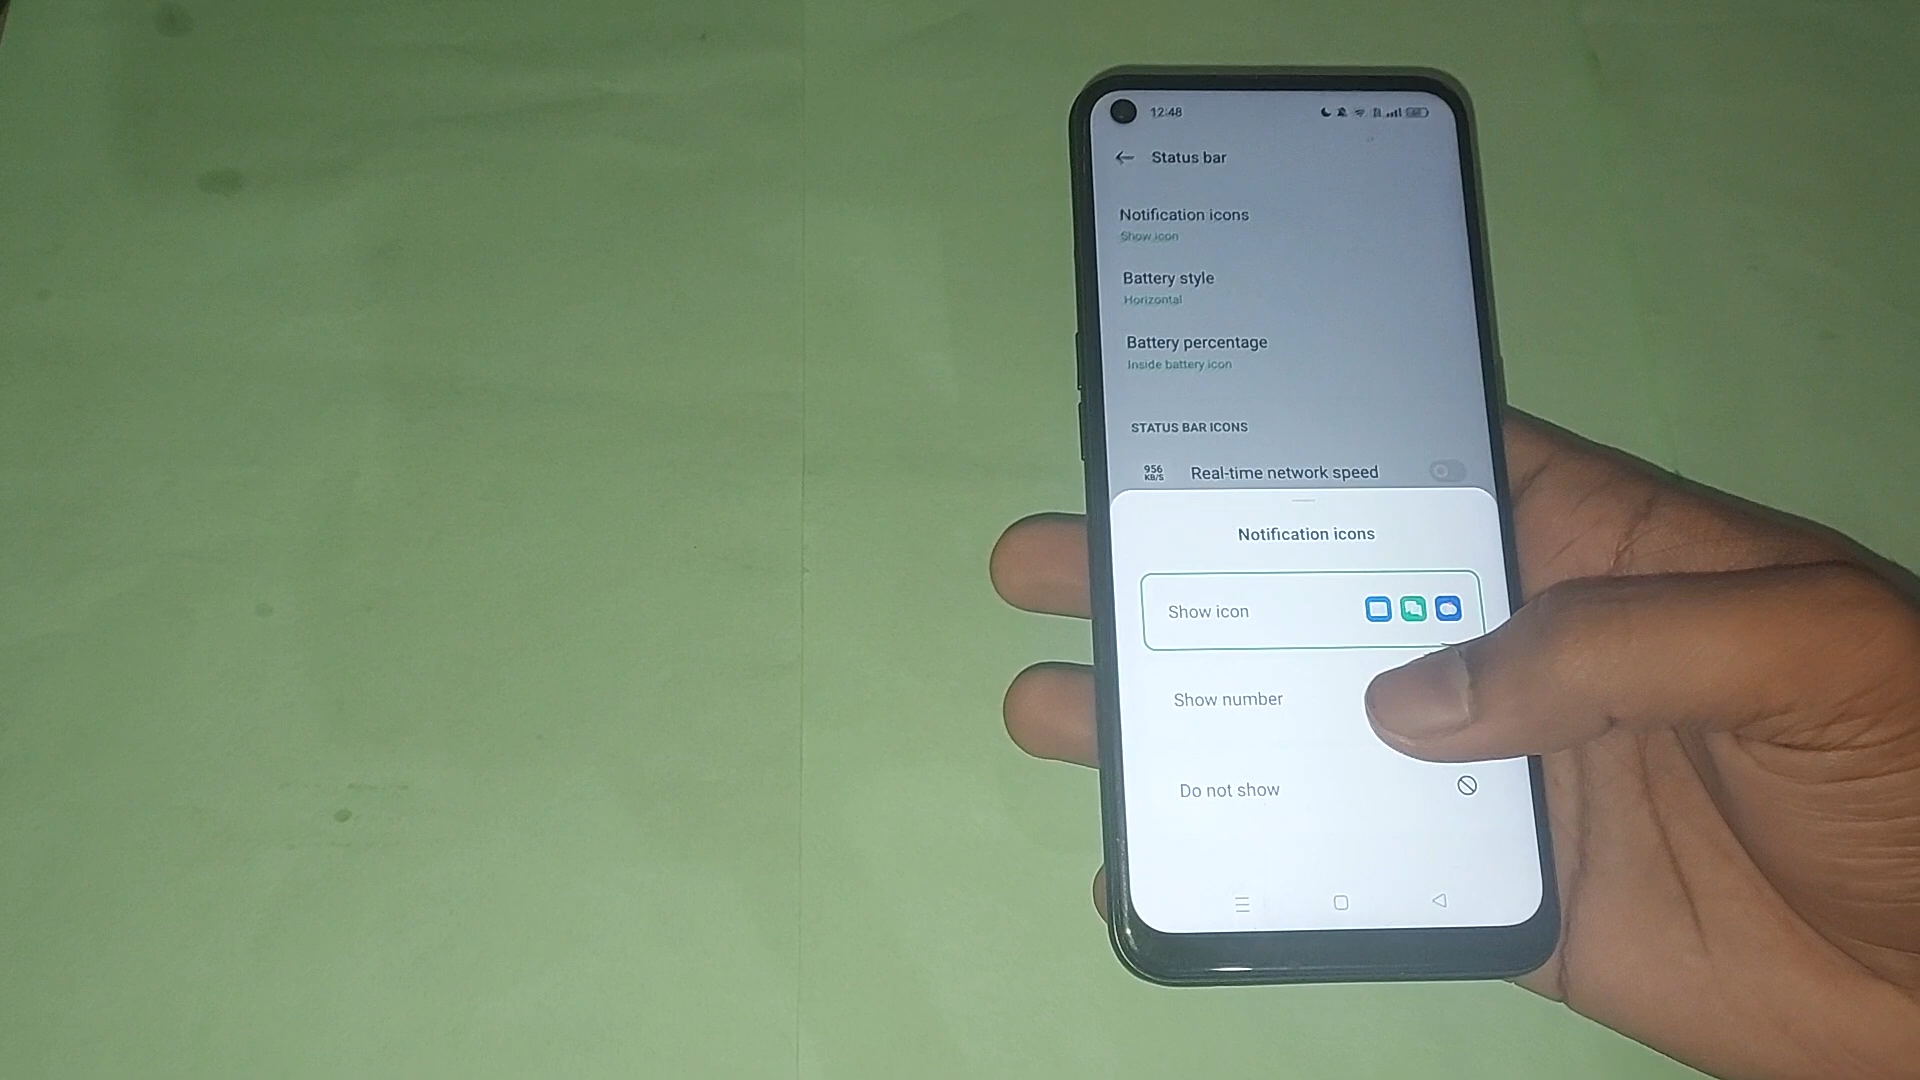 12:48
Status bar
Notification icons
Show icon
Battery style
Horizontal
Battery percentage
Inside battery icon
STATUS BAR ICONS
956
KB/S
Real-time network speed
Notification icons
Show icon
Show number
Do not show